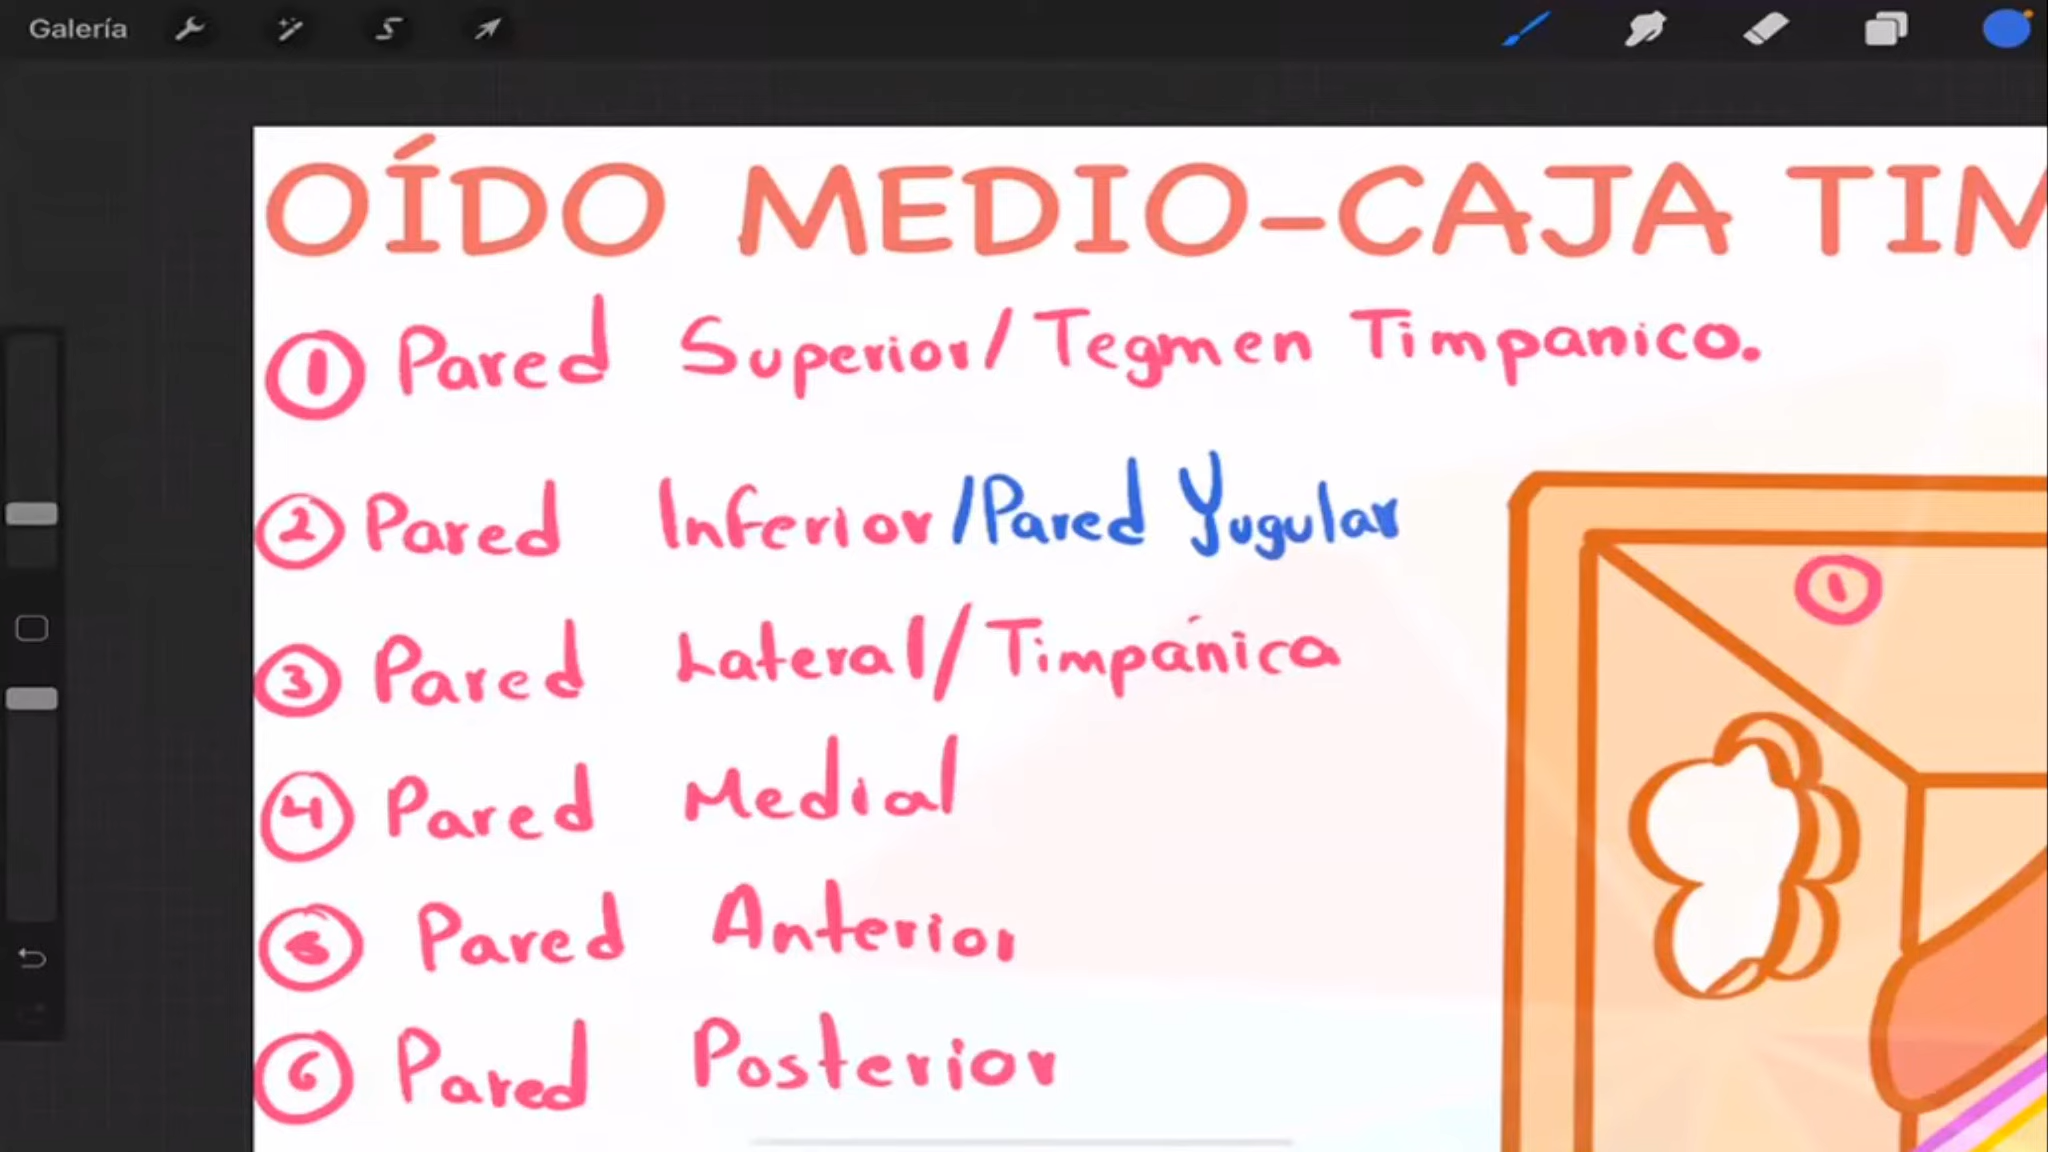 Galería
OÍDO MEDIO-CAJA TIM
1 Pared Superior/Tegmen Timpanico.
2 Pared Inferior/Pared Yugular
3 Pared Lateral/Timpánica
4 Pared Medial
5 Pared Anterior
6 Pared Posterior
1